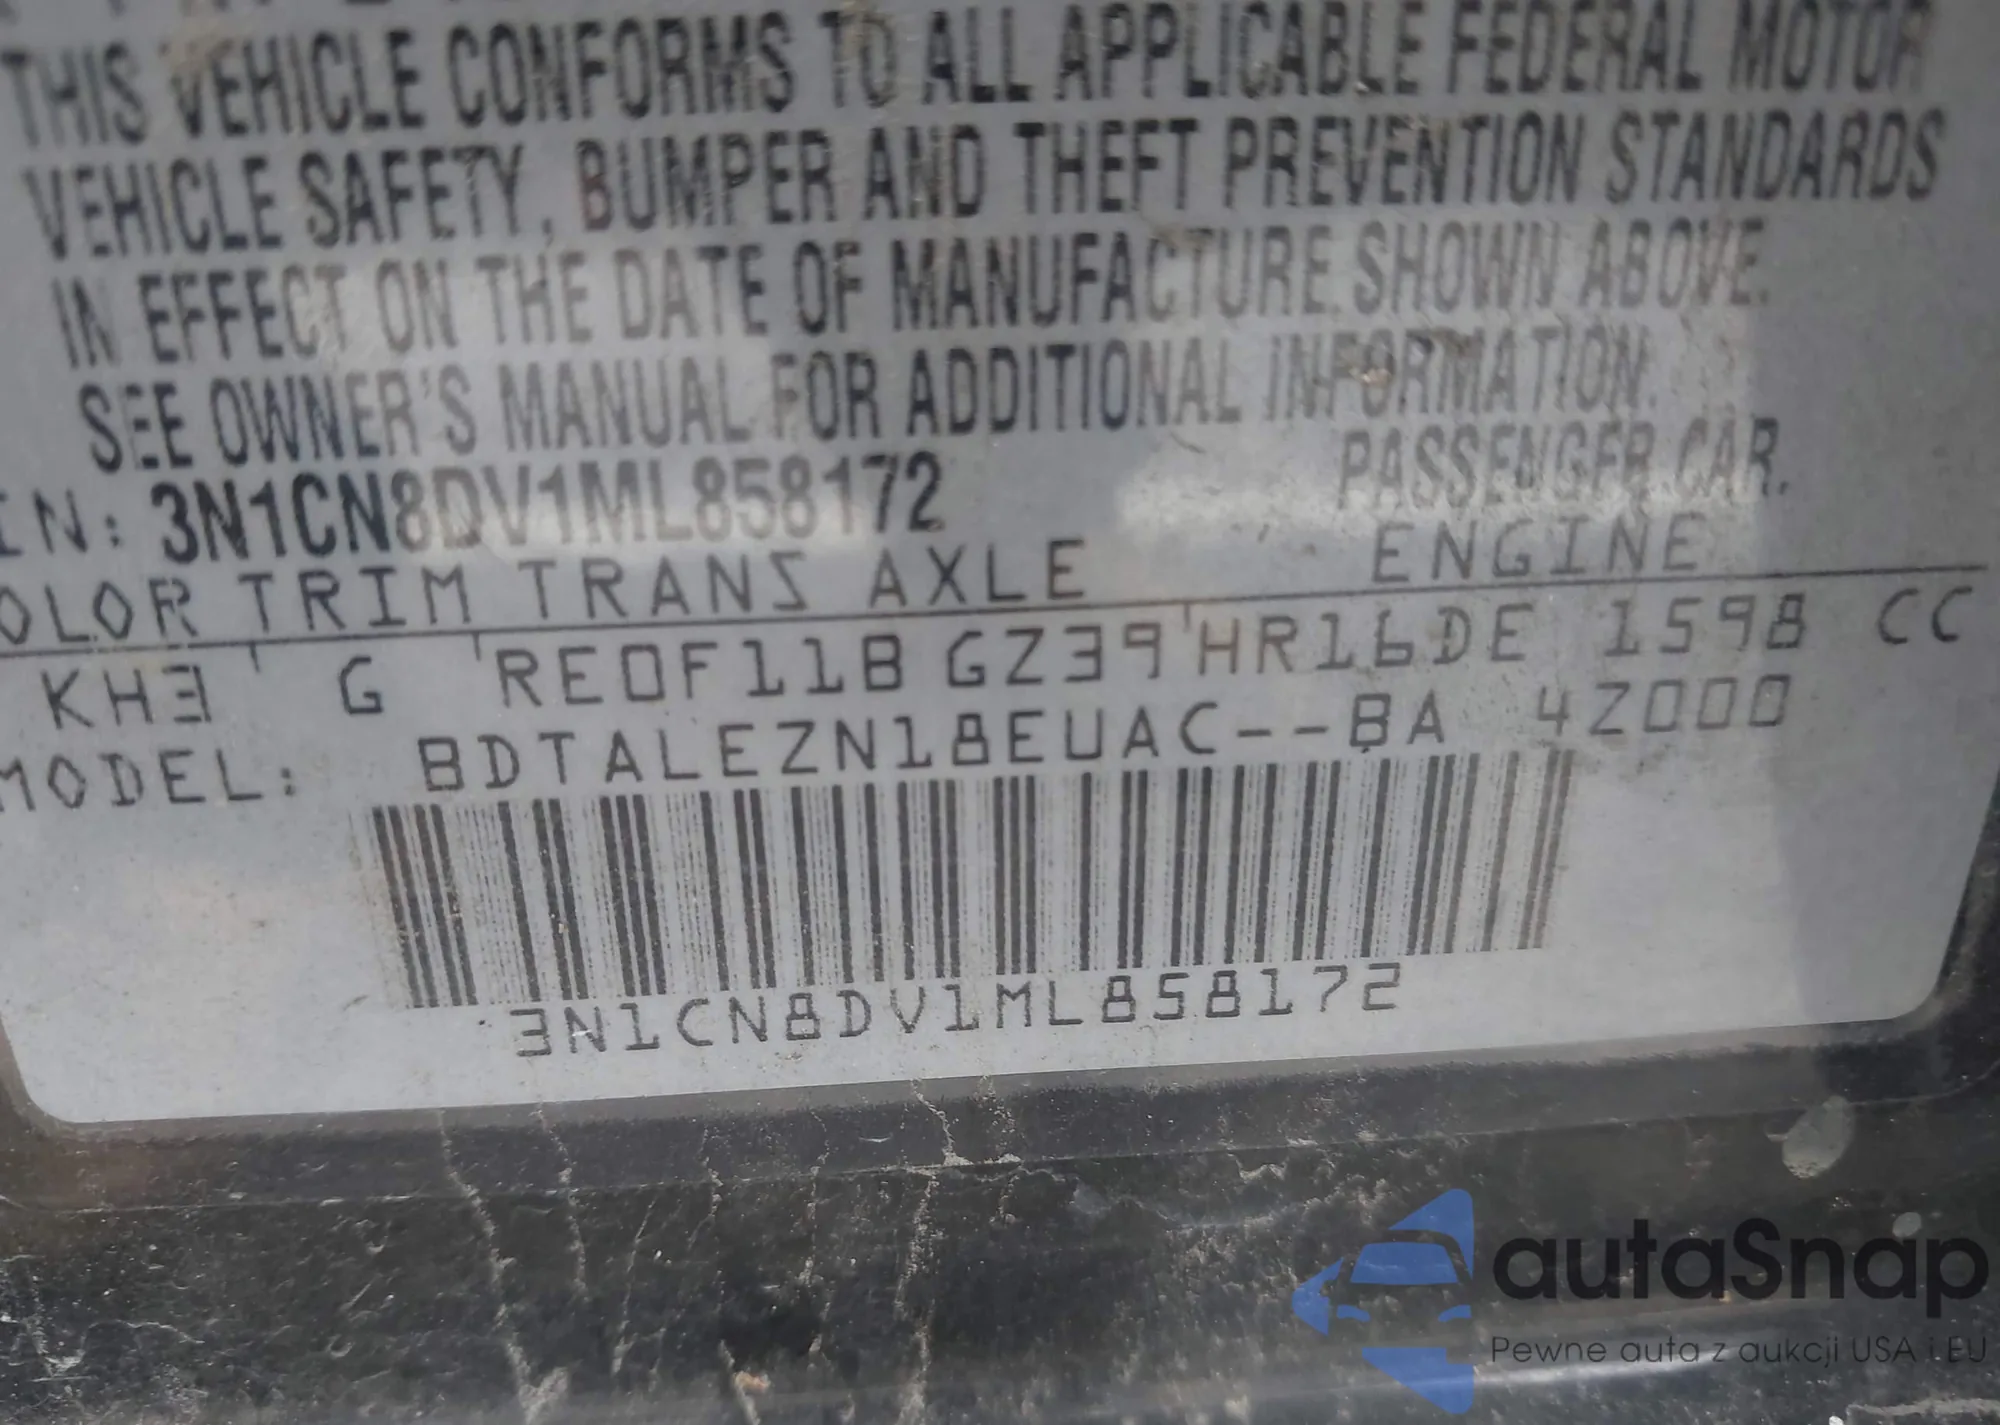 THIS VEHICLE CONFORMS TO ALL APPLICABLE FEDERAL MOTOR
VEHICLE SAFETY, BUMPER AND THEFT PREVENTION STANDARDS
IN EFFECT ON THE DATE OF MANUFACTURE SHOWN ABOVE.
SEE OWNER'S MANUAL FOR ADDITIONAL INFORMATION.
IN: 3N1CN8DV1ML858172 PASSENGER CAR.
OLOR TRIM TRANS AXLE ENGINE
KH3 G RE0F11B GZ39 HR16DE 1598 CC
MODEL: BDTALEZN18EUAC--BA 4Z000
3N1CN8DV1ML858172
autaSnap
Pewne auta z aukcji USA i EU